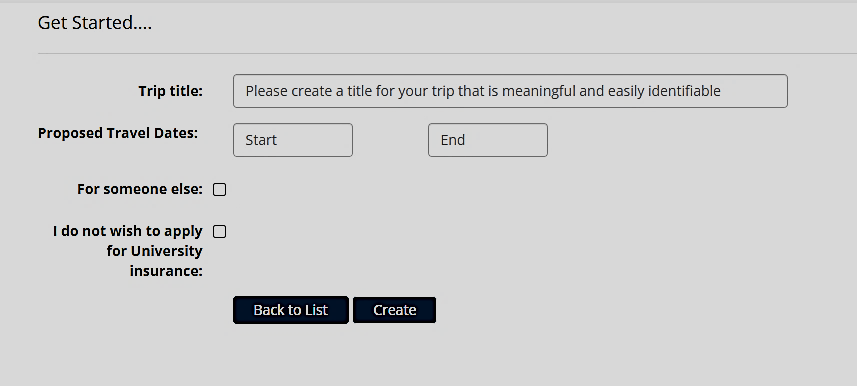 Get Started....
Trip title: Please create a title for your trip that is meaningful and easily identifiable
Proposed Travel Dates: Start End
For someone else:
I do not wish to apply
for University
insurance:
Back to List Create